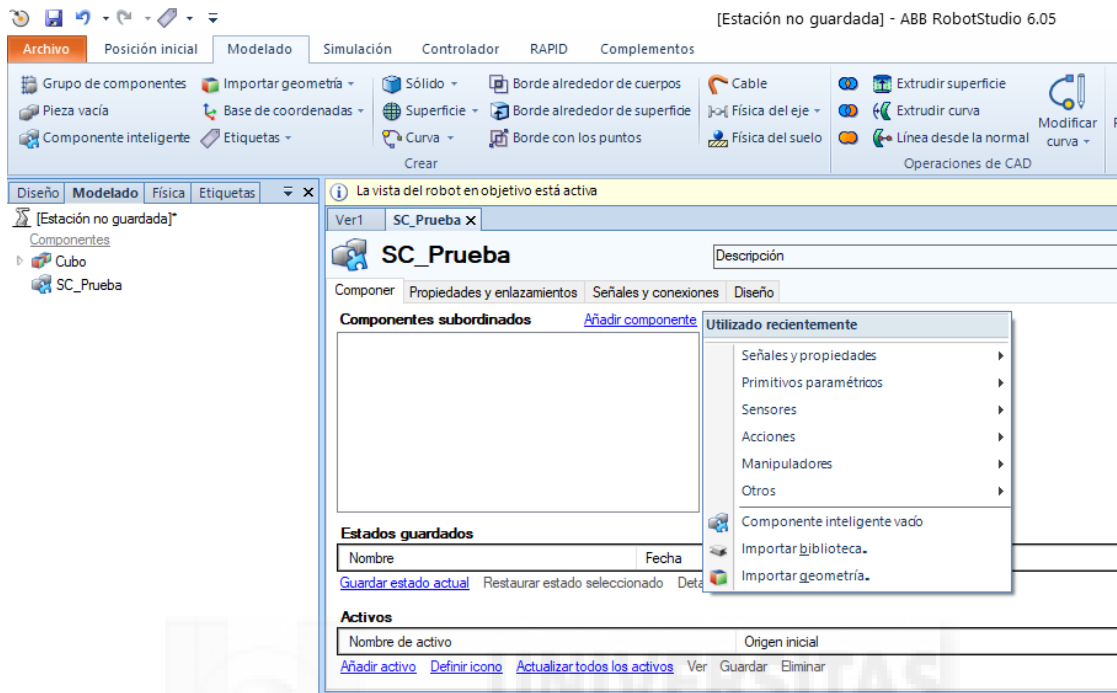 [Estación no guardada] - ABB RobotStudio 6.05
Archivo Posición inicial Modelado Simulación Controlador RAPID Complementos
Grupo de componentes Importar geometría Sólido Borde alrededor de cuerpos Cable Extrudir superficie
Pieza vacía Base de coordenadas Superficie Borde alrededor de superficie Física del eje Extrudir curva
Componente inteligente Etiquetas Curva Borde con los puntos Física del suelo Línea desde la normal
Modificar
curva
Crear Operaciones de CAD
Diseño Modelado Física Etiquetas
[Estación no guardada]*
Componentes
Cubo
SC_Prueba
La vista del robot en objetivo está activa
Ver1 SC_Prueba X
SC_Prueba Descripción
Componer Propiedades y enlazamientos Señales y conexiones Diseño
Componentes subordinados Añadir componente
Utilizado recientemente
Señales y propiedades
Primitivos paramétricos
Sensores
Acciones
Manipuladores
Otros
Componente inteligente vacío
Importar biblioteca.
Importar geometría.
Estados guardados
Nombre Fecha
Guardar estado actual Restaurar estado seleccionado Deta
Activos
Nombre de activo Origen inicial
Añadir activo Definir icono Actualizar todos los activos Ver Guardar Eliminar
UNIVERSITAS